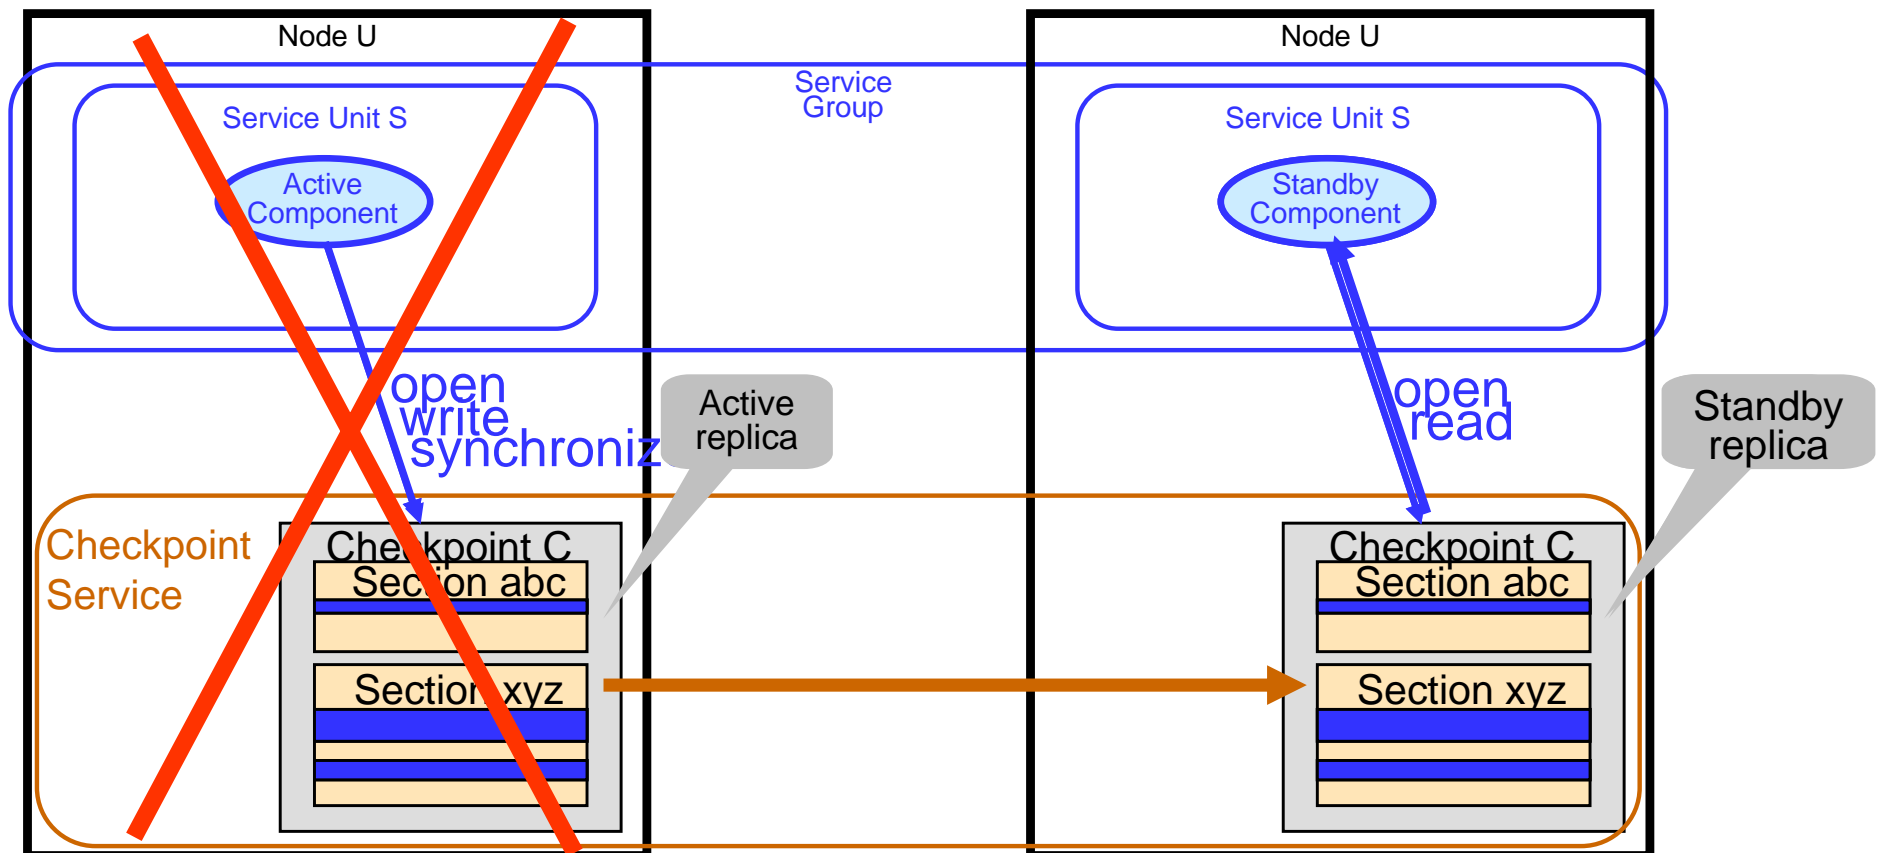 Node U
Node U
Service
Group
Service Unit S
Service Unit S
Active
Component
Standby
Component
open
write
synchroniz
open
read
Active
replica
Standby
replica
Checkpoint
Service
Checkpoint C
Section abc
Section xyz
Checkpoint C
Section abc
Section xyz